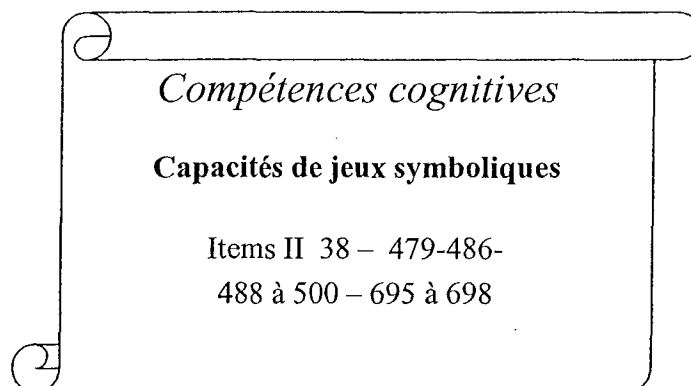 Compétences cognitives
Capacités de jeux symboliques
Items II 38 – 479-486-
488 à 500 – 695 à 698